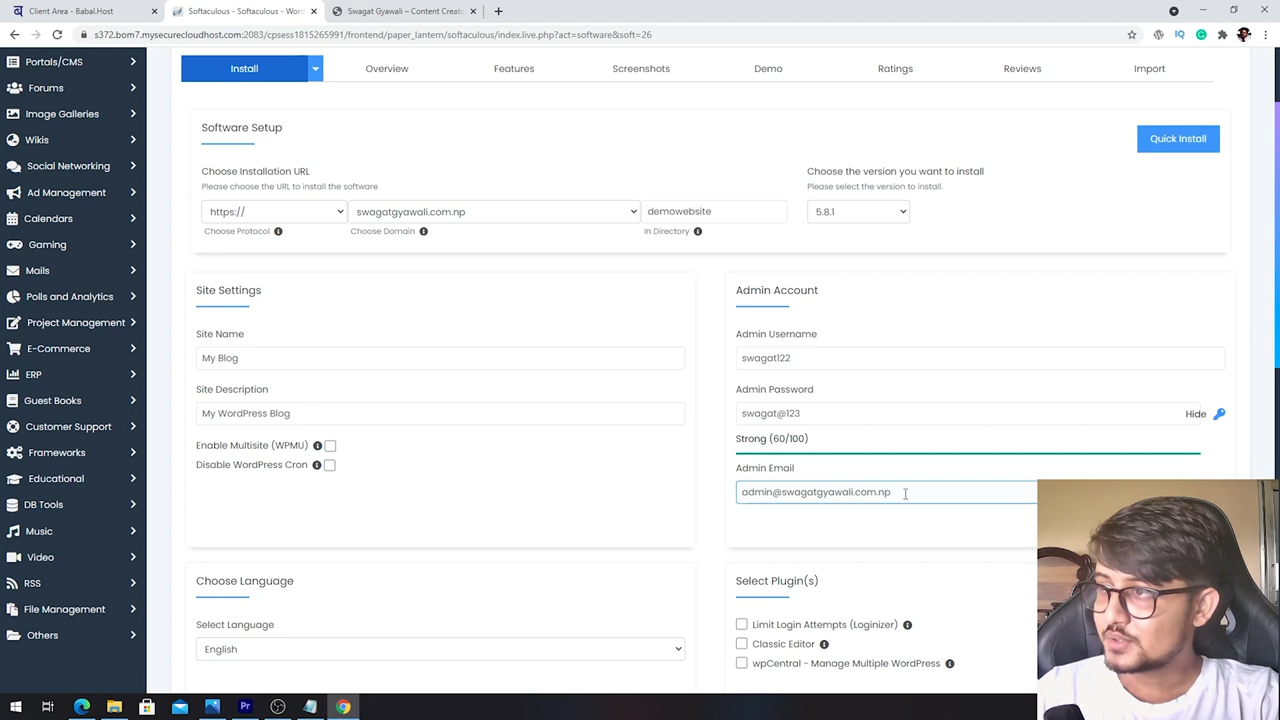 Client Area - Babal.Host
Softaculous - Softaculous - Wor
Swagat Gyawali – Content Creato
s372.bom7.mysecurecloudhost.com:2083/cpsess1815265991/frontend/paper_lantern/softaculous/index.live.php?act=software&soft=26
Portals/CMS
Forums
Image Galleries
Wikis
Social Networking
Ad Management
Calendars
Gaming
Mails
Polls and Analytics
Project Management
E-Commerce
ERP
Guest Books
Customer Support
Frameworks
Educational
DB Tools
Music
Video
RSS
File Management
Others
Install
Overview
Features
Screenshots
Demo
Ratings
Reviews
Import
Software Setup
Quick Install
Choose Installation URL
Please choose the URL to install the software
https://
swagatgyawali.com.np
demowebsite
Choose Protocol
Choose Domain
In Directory
Choose the version you want to install
Please select the version to install.
5.8.1
Site Settings
Site Name
My Blog
Site Description
My WordPress Blog
Enable Multisite (WPMU)
Disable WordPress Cron
Admin Account
Admin Username
swagat122
Admin Password
swagat@123
Hide
Strong (60/100)
Admin Email
admin@swagatgyawali.com.np
Choose Language
Select Language
English
Select Plugin(s)
Limit Login Attempts (Loginizer)
Classic Editor
wpCentral - Manage Multiple WordPress